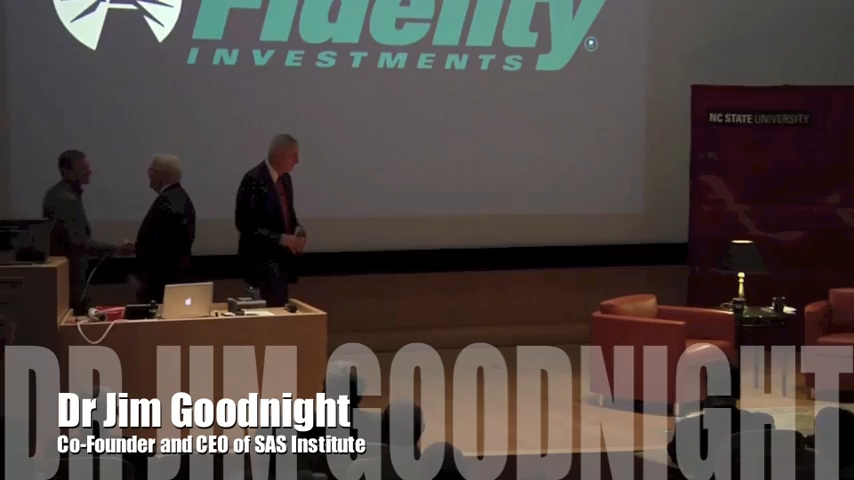 Fidelity
INVESTMENTS
NC STATE UNIVERSITY
DR JIM GOODNIGHT
Dr Jim Goodnight
Co-Founder and CEO of SAS Institute